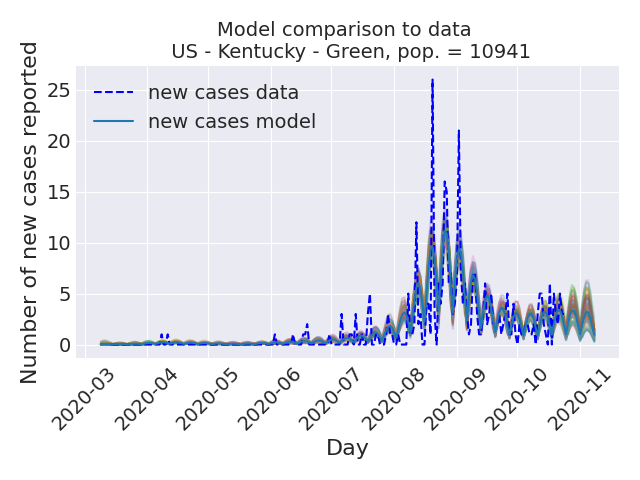 Model comparison to data
US - Kentucky - Green, pop. = 10941
Number of new cases reported
25
20
15
10
5
0
new cases data
new cases model
2020-03
2020-04
2020-05
2020-06
2020-07
2020-08
2020-09
2020-10
2020-11
Day